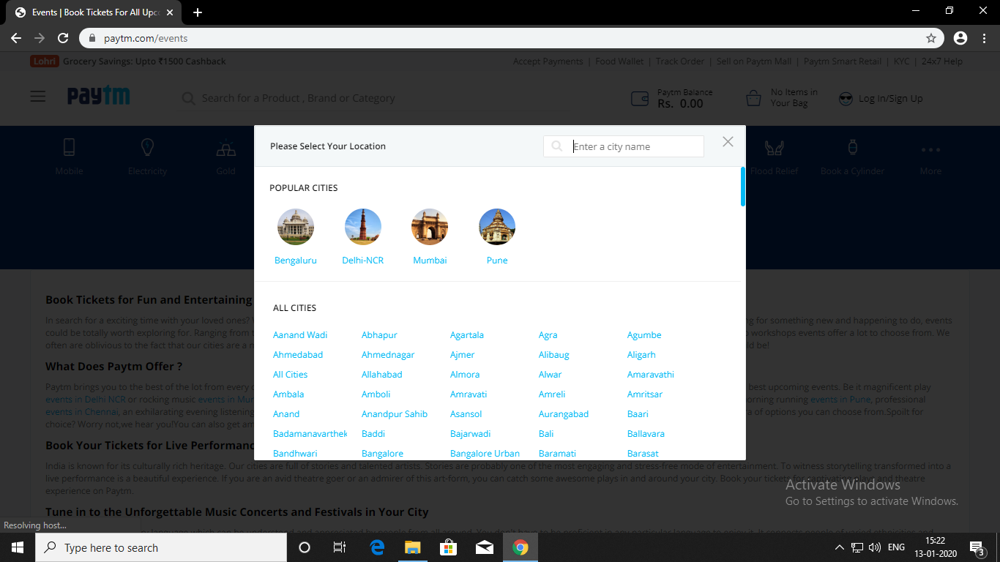 Events | Book Tickets For All Upco
paytm.com/events
Lohri Grocery Savings: Upto ₹1500 Cashback
Accept Payments | Food Wallet | Track Order | Sell on Paytm Mall | Paytm Smart Retail | KYC | 24x7 Help
paytm
Search for a Product , Brand or Category
Paytm Balance
Rs. 0.00
No Items in
Your Bag
Log In/Sign Up
Mobile Electricity Gold Flood Relief Book a Cylinder More
Please Select Your Location
Enter a city name
POPULAR CITIES
Bengaluru Delhi-NCR Mumbai Pune
ALL CITIES
Aanand Wadi Abhapur Agartala Agra Agumbe
Ahmedabad Ahmednagar Ajmer Alibaug Aligarh
All Cities Allahabad Almora Alwar Amaravathi
Ambala Amboli Amravati Amreli Amritsar
Anand Anandpur Sahib Asansol Aurangabad Baari
Badamanavarthek Baddi Bajarwadi Bali Ballavara
Bandhwari Bangalore Bangalore Urban Baramati Barasat
Book Tickets for Fun and Entertaining
In search for a exciting time with your loved ones? ng for something new and happening to do, events
could be totally worth exploring for. Ranging from workshops events offer a lot to choose from. We
often are oblivious to the fact that our cities are a ld be!
What Does Paytm Offer ?
Paytm brings you to the best of the lot from every best upcoming events. Be it magnificent play
events in Delhi NCR or rocking music events in Mum orning running events in Pune, professional
events in Chennai, an exhilarating evening listening a of options you can choose from.Spoilt for
choice? Worry not,we hear you!You can also get am
Book Your Tickets for Live Performanc
India is known for its culturally rich heritage. Our cities are full of stories and talented artists. Stories are probably one of the most engaging and stress-free mode of entertainment. To witness storytelling transformed into a
live performance is a beautiful experience. If you are an avid theatre goer or an admirer of this art-form, you can catch some awesome plays in and around your city. Book your tickets for captivating plays and theatre
experience on Paytm.
Tune in to the Unforgettable Music Concerts and Festivals in Your City
language which can be understood and appreciated by people from all around. You don't have to be proficient in any particular language to enjoy it. It connects people of varied ethnicities and
Activate Windows
Go to Settings to activate Windows.
Resolving host...
Type here to search
ENG
15:22
13-01-2020
3